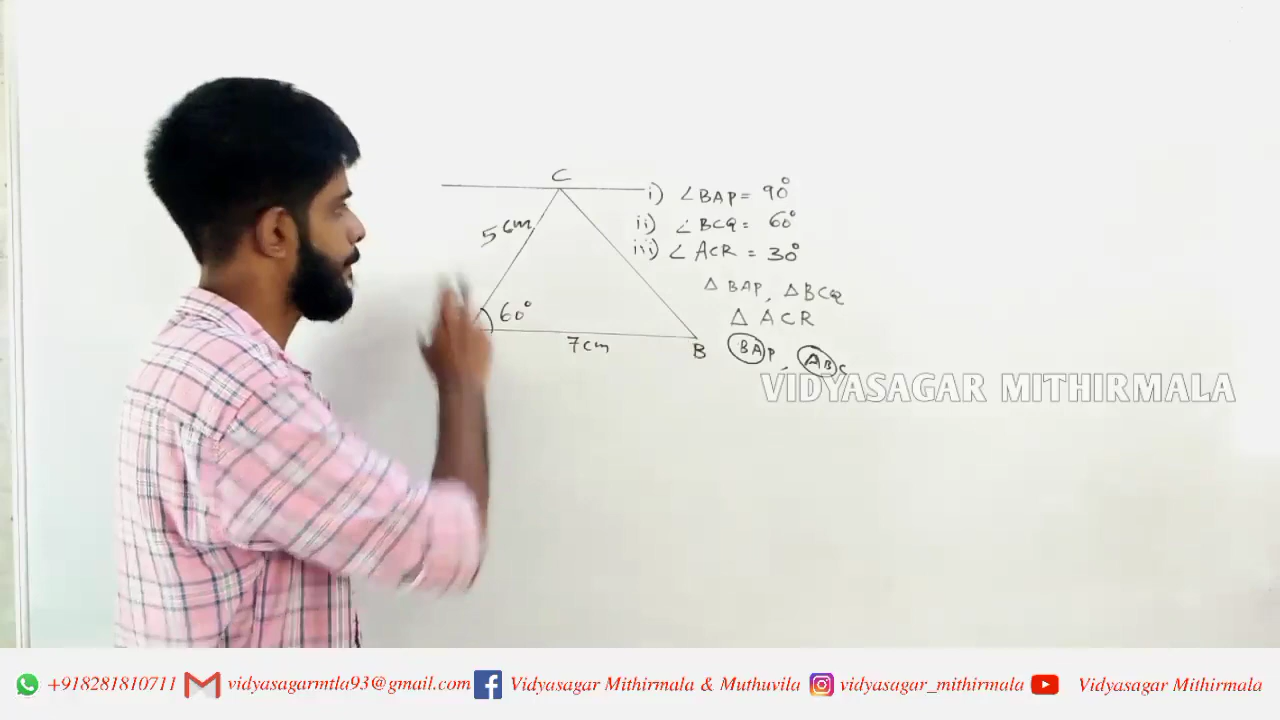 C
i) ∠BAP = 90°
5cm
ii) ∠BCQ = 60°
iii) ∠ACR = 30°
△ BAP, △BCQ
60°
△ ACR
7cm
B
BAP, ABC
VIDYASAGAR MITHIRMALA
+918281810711 vidyasagarmtla93@gmail.com Vidyasagar Mithirmala & Muthuvila vidyasagar_mithirmala Vidyasagar Mithirmala